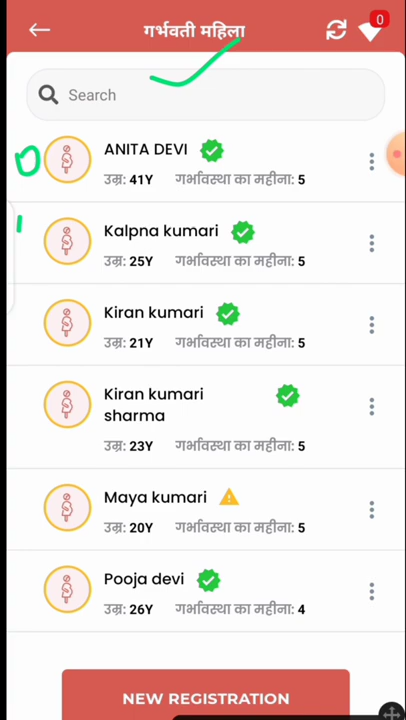 गर्भवती महिला
0
Search
ANITA DEVI
उम्र: 41Y गर्भावस्था का महीना: 5
Kalpna kumari
उम्र: 25Y गर्भावस्था का महीना: 5
Kiran kumari
उम्र: 21Y गर्भावस्था का महीना: 5
Kiran kumari
sharma
उम्र: 23Y गर्भावस्था का महीना: 5
Maya kumari
उम्र: 20Y गर्भावस्था का महीना: 5
Pooja devi
उम्र: 26Y गर्भावस्था का महीना: 4
NEW REGISTRATION